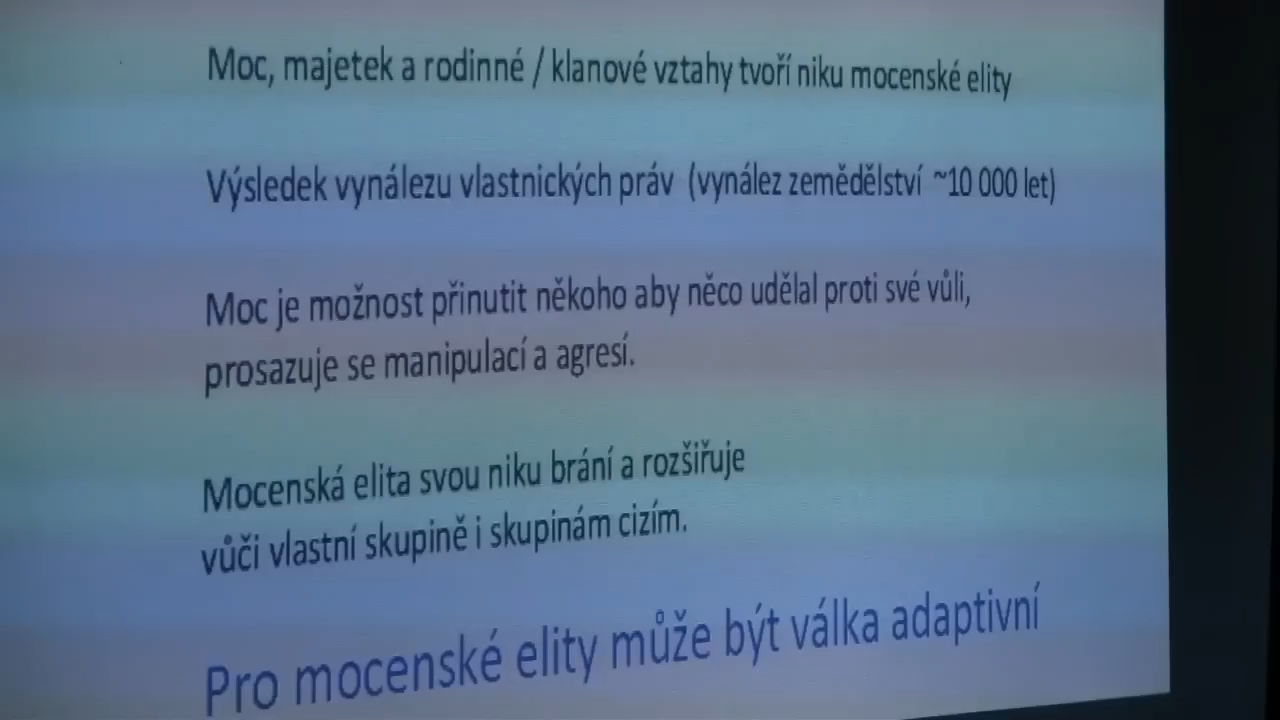 Moc, majetek a rodinné / klanové vztahy tvoří niku mocenské elity
Výsledek vynálezu vlastnických práv (vynález zemědělství ~10 000 let)
Moc je možnost přinutit někoho aby něco udělal proti své vůli,
prosazuje se manipulací a agresí.
Mocenská elita svou niku brání a rozšiřuje
vůči vlastní skupině i skupinám cizím.
Pro mocenské elity může být válka adaptivní